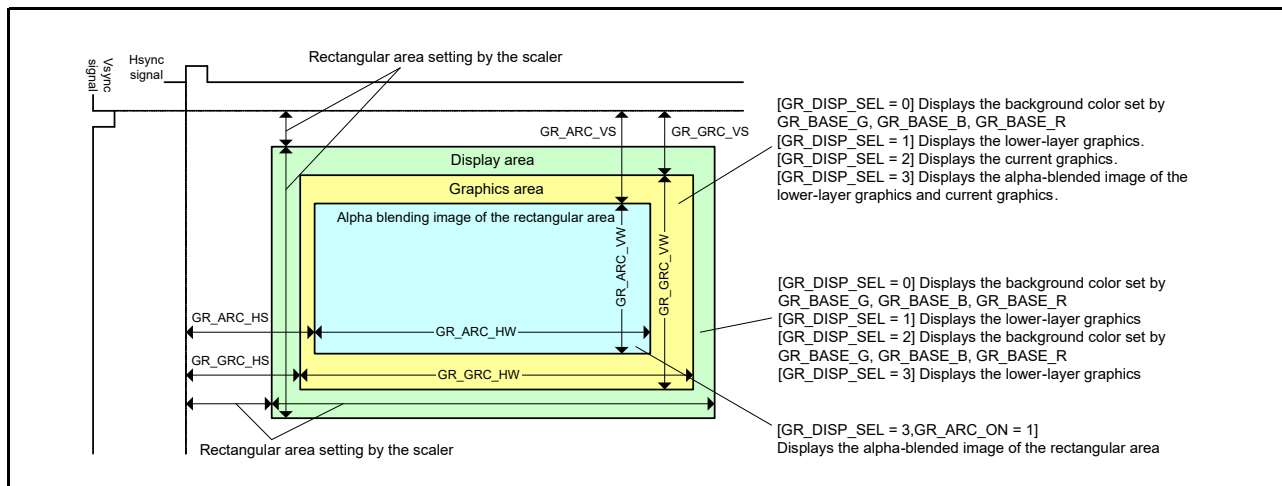 Rectangular area setting by the scaler
Hsync
signal
Vsync
signal
GR_ARC_VS
GR_GRC_VS
Display area
Graphics area
Alpha blending image of the rectangular area
GR_ARC_VW
GR_GRC_VW
GR_ARC_HS
GR_ARC_HW
GR_GRC_HS
GR_GRC_HW
Rectangular area setting by the scaler
[GR_DISP_SEL = 0] Displays the background color set by
GR_BASE_G, GR_BASE_B, GR_BASE_R
[GR_DISP_SEL = 1] Displays the lower-layer graphics.
[GR_DISP_SEL = 2] Displays the current graphics.
[GR_DISP_SEL = 3] Displays the alpha-blended image of the
lower-layer graphics and current graphics.
[GR_DISP_SEL = 0] Displays the background color set by
GR_BASE_G, GR_BASE_B, GR_BASE_R
[GR_DISP_SEL = 1] Displays the lower-layer graphics
[GR_DISP_SEL = 2] Displays the background color set by
GR_BASE_G, GR_BASE_B, GR_BASE_R
[GR_DISP_SEL = 3] Displays the lower-layer graphics
[GR_DISP_SEL = 3,GR_ARC_ON = 1]
Displays the alpha-blended image of the rectangular area